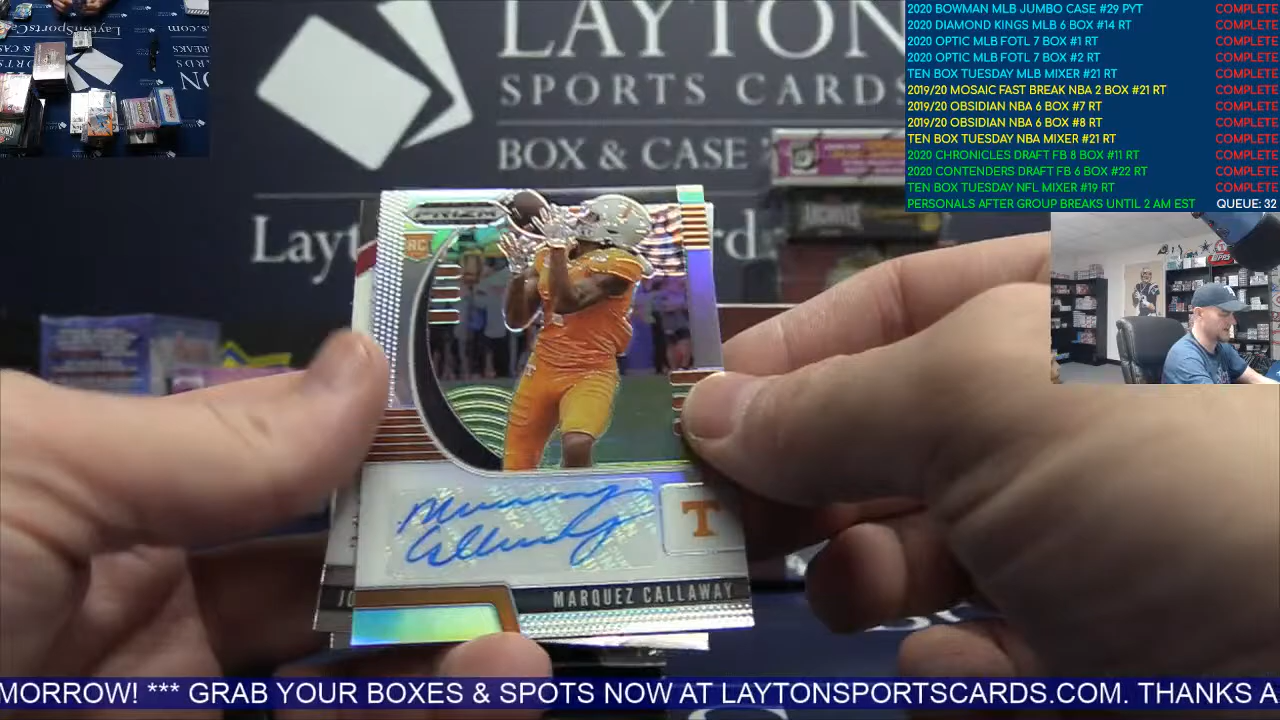 LAYTON
SPORTS CARDS
BOX & CASE
Layt
rd
2020 BOWMAN MLB JUMBO CASE #29 PYT COMPLETE
2020 DIAMOND KINGS MLB 6 BOX #14 RT COMPLETE
2020 OPTIC MLB FOTL 7 BOX #1 RT COMPLETE
2020 OPTIC MLB FOTL 7 BOX #2 RT COMPLETE
TEN BOX TUESDAY MLB MIXER #21 RT COMPLETE
2019/20 MOSAIC FAST BREAK NBA 2 BOX #21 RT COMPLETE
2019/20 OBSIDIAN NBA 6 BOX #7 RT COMPLETE
2019/20 OBSIDIAN NBA 6 BOX #8 RT COMPLETE
TEN BOX TUESDAY NBA MIXER #21 RT COMPLETE
2020 CHRONICLES DRAFT FB 8 BOX #11 RT COMPLETE
2020 CONTENDERS DRAFT FB 6 BOX #22 RT COMPLETE
TEN BOX TUESDAY NFL MIXER #19 RT COMPLETE
PERSONALS AFTER GROUP BREAKS UNTIL 2 AM EST QUEUE: 32
PRIZM
RC
Marquez
Callaway
T
MARQUEZ CALLAWAY
JO
MORROW! *** GRAB YOUR BOXES & SPOTS NOW AT LAYTONSPORTSCARDS.COM. THANKS A